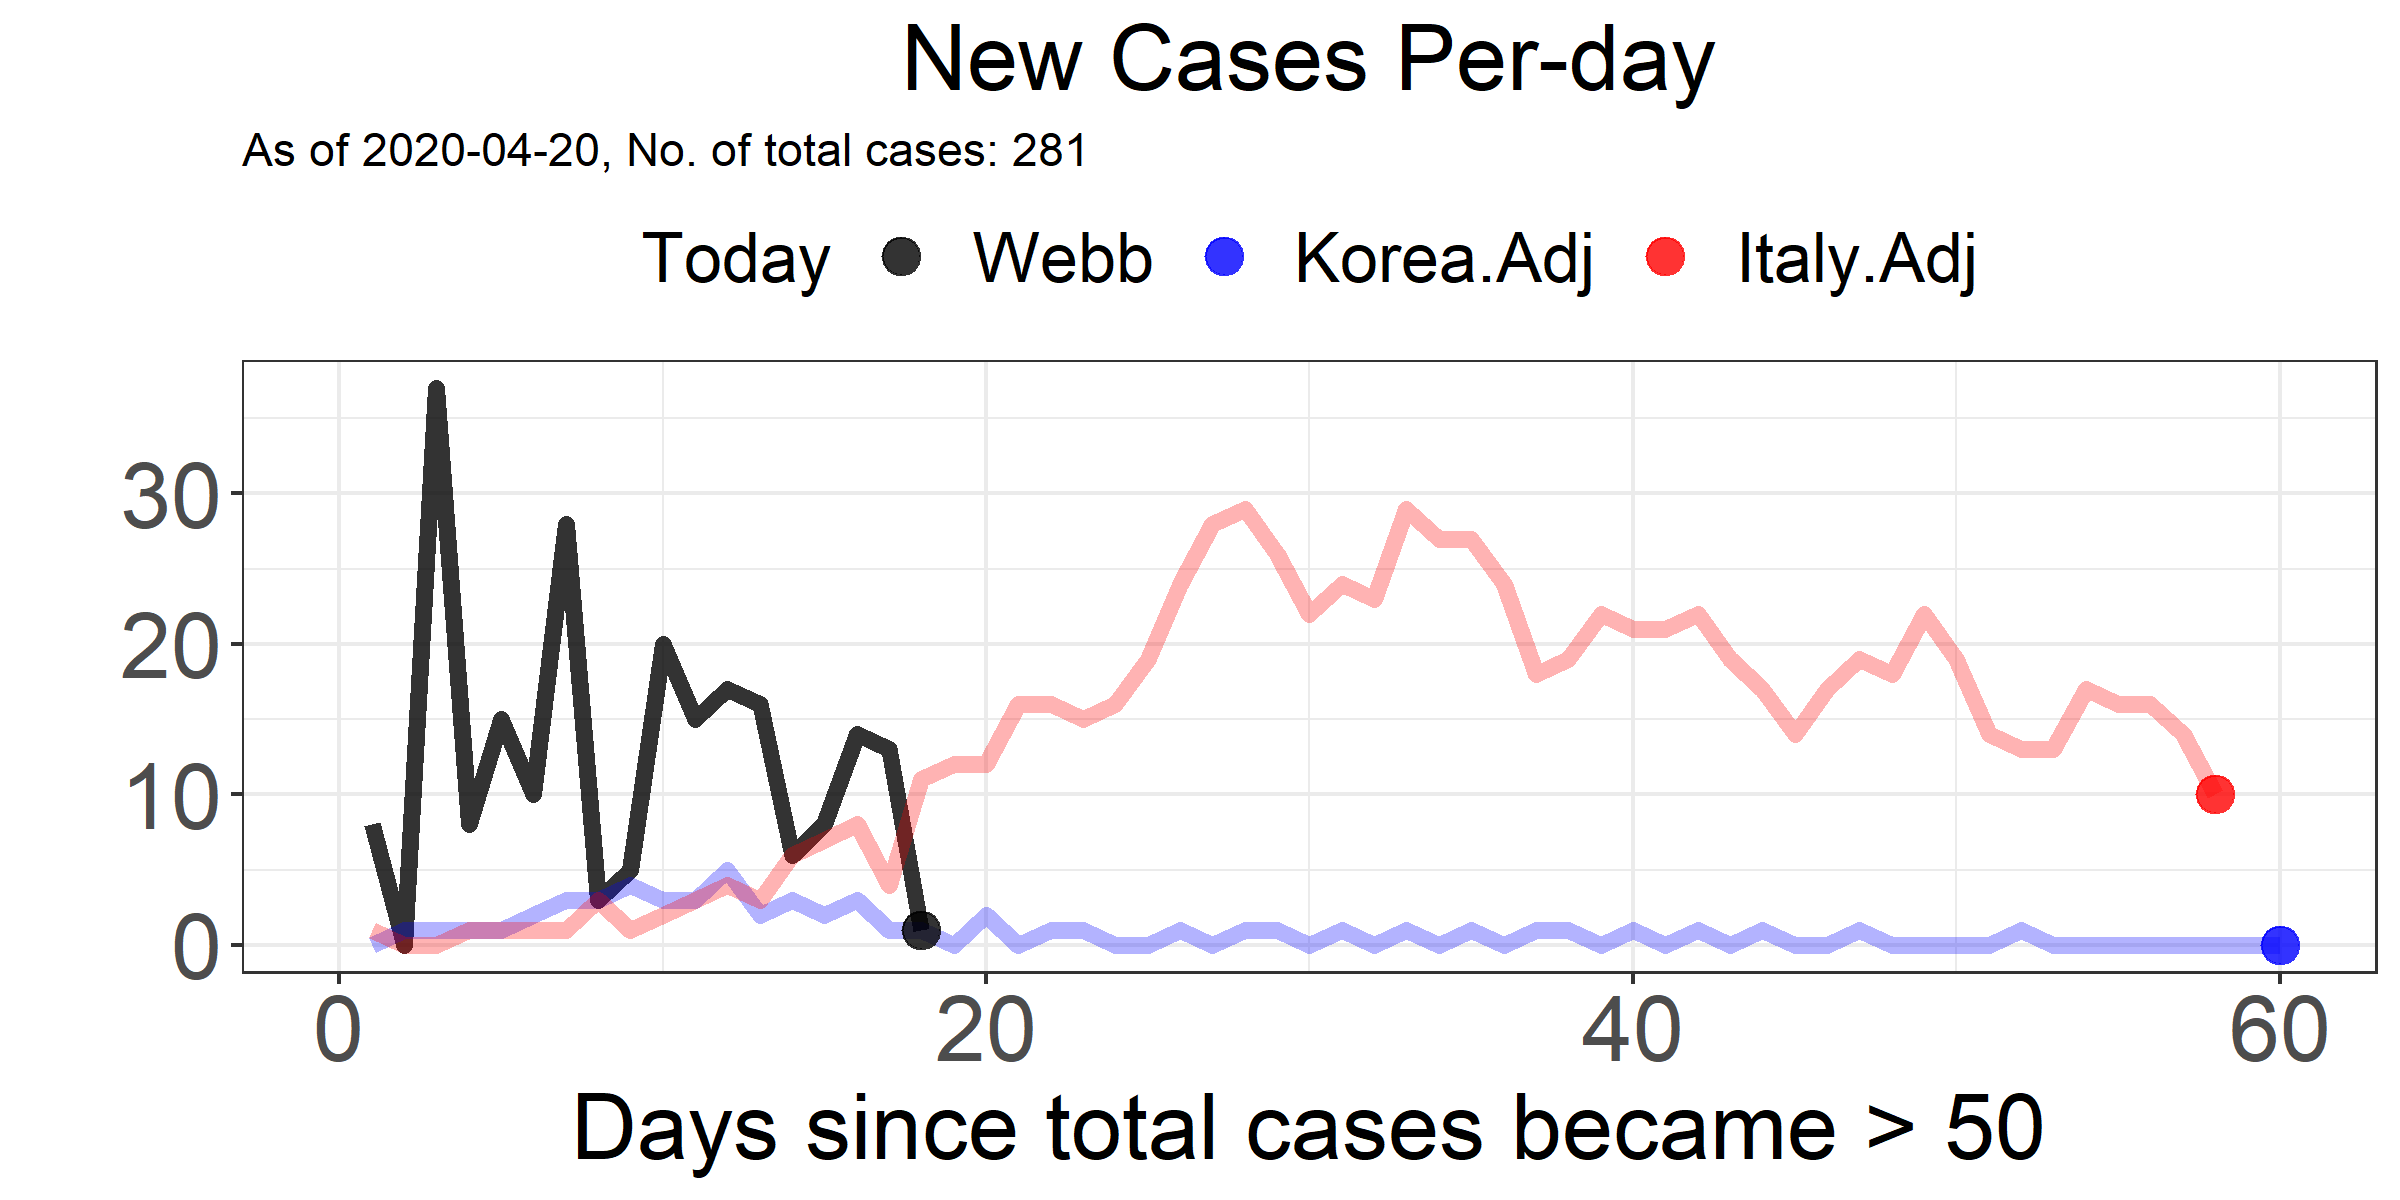 New Cases Per-day
As of 2020-04-20, No. of total cases: 281
Today Webb Korea.Adj Italy.Adj
30
20
10
0
0 20 40 60
Days since total cases became > 50